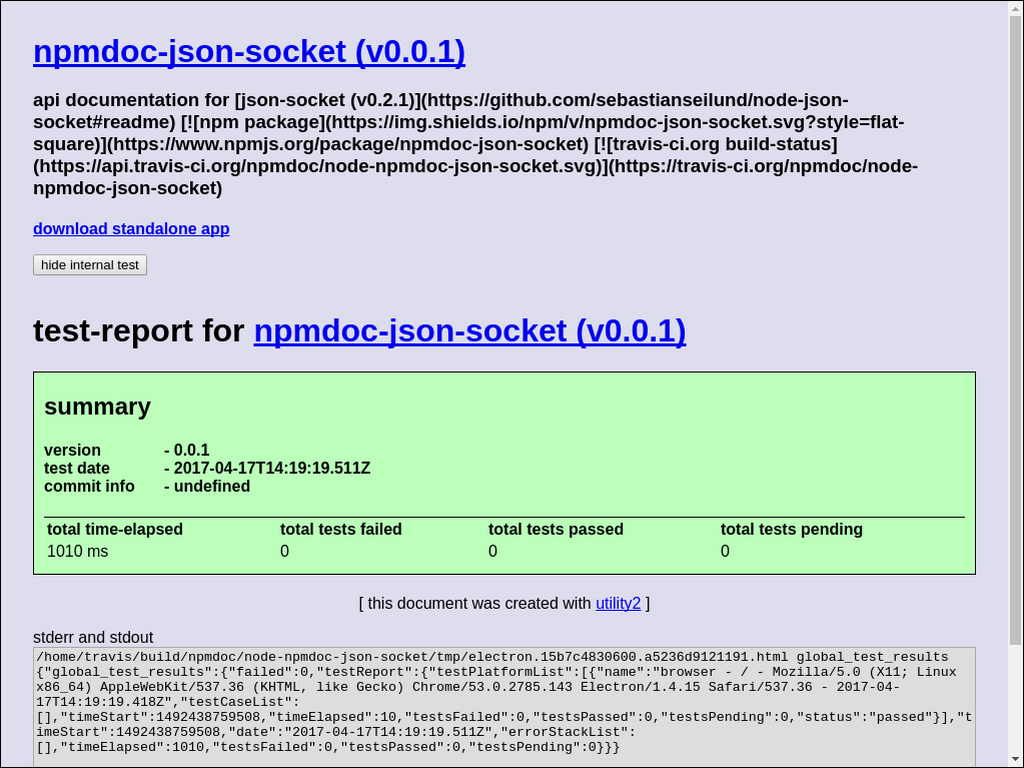 npmdoc-json-socket (v0.0.1)
api documentation for [json-socket (v0.2.1)](https://github.com/sebastianseilund/node-json-
socket#readme) [![npm package](https://img.shields.io/npm/v/npmdoc-json-socket.svg?style=flat-
square)](https://www.npmjs.org/package/npmdoc-json-socket) [![travis-ci.org build-status]
(https://api.travis-ci.org/npmdoc/node-npmdoc-json-socket.svg)](https://travis-ci.org/npmdoc/node-
npmdoc-json-socket)
download standalone app
hide internal test
test-report for npmdoc-json-socket (v0.0.1)
summary
version - 0.0.1
test date - 2017-04-17T14:19:19.511Z
commit info - undefined
total time-elapsed total tests failed total tests passed total tests pending
1010 ms 0 0 0
[ this document was created with utility2 ]
stderr and stdout
/home/travis/build/npmdoc/node-npmdoc-json-socket/tmp/electron.15b7c4830600.a5236d9121191.html global_test_results
{"global_test_results":{"failed":0,"testReport":{"testPlatformList":[{"name":"browser - / - Mozilla/5.0 (X11; Linux
x86_64) AppleWebKit/537.36 (KHTML, like Gecko) Chrome/53.0.2785.143 Electron/1.4.15 Safari/537.36 - 2017-04-
17T14:19:19.418Z","testCaseList":
[],"timeStart":1492438759508,"timeElapsed":10,"testsFailed":0,"testsPassed":0,"testsPending":0,"status":"passed"}],"t
imeStart":1492438759508,"date":"2017-04-17T14:19:19.511Z","errorStackList":
[],"timeElapsed":1010,"testsFailed":0,"testsPassed":0,"testsPending":0}}}